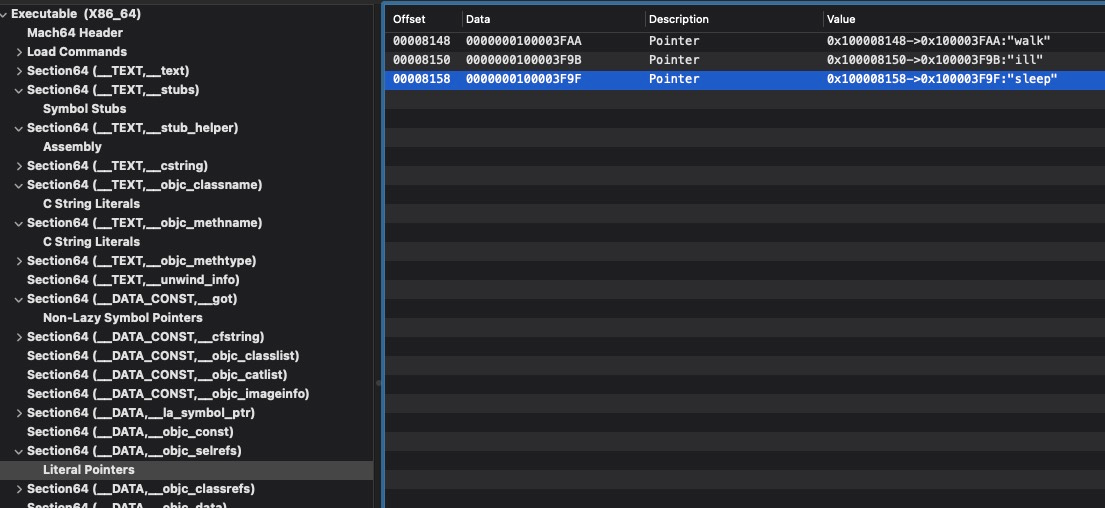 Executable (X86_64)
Mach64 Header
Load Commands
Section64 (__TEXT,__text)
Section64 (__TEXT,__stubs)
Symbol Stubs
Section64 (__TEXT,__stub_helper)
Assembly
Section64 (__TEXT,__cstring)
Section64 (__TEXT,__objc_classname)
C String Literals
Section64 (__TEXT,__objc_methname)
C String Literals
Section64 (__TEXT,__objc_methtype)
Section64 (__TEXT,__unwind_info)
Section64 (__DATA_CONST,__got)
Non-Lazy Symbol Pointers
Section64 (__DATA_CONST,__cfstring)
Section64 (__DATA_CONST,__objc_classlist)
Section64 (__DATA_CONST,__objc_catlist)
Section64 (__DATA_CONST,__objc_imageinfo)
Section64 (__DATA,__la_symbol_ptr)
Section64 (__DATA,__objc_const)
Section64 (__DATA,__objc_selrefs)
Literal Pointers
Section64 (__DATA,__objc_classrefs)
Section64 (__DATA,__objc_data)
Offset Data Description Value
00008148 0000000100003FAA Pointer 0x100008148->0x100003FAA:"walk"
00008150 0000000100003F9B Pointer 0x100008150->0x100003F9B:"ill"
00008158 0000000100003F9F Pointer 0x100008158->0x100003F9F:"sleep"